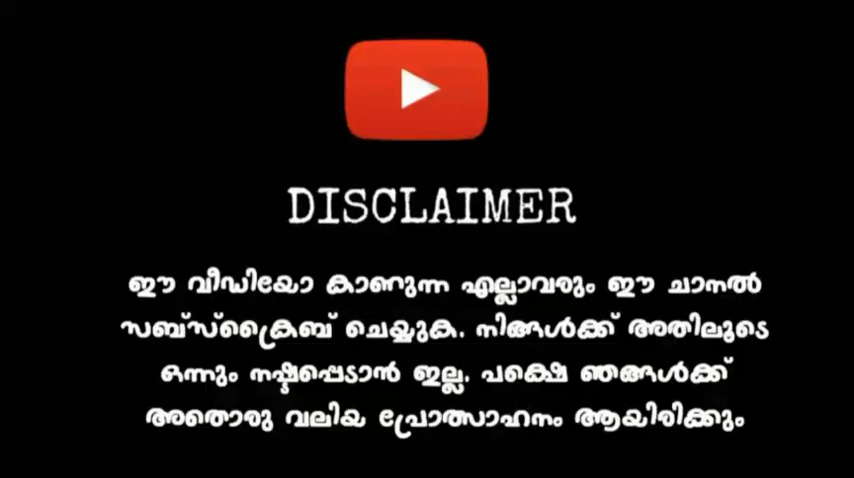 DISCLAIMER
ഈ വീഡിയോ കാണുന്ന എല്ലാവരും ഈ ചാനൽ
സബ്സ്ക്രൈബ് ചെയ്യുക. നിങ്ങൾക്ക് അതിലൂടെ
ഒന്നും നഷ്ടപ്പെടാൻ ഇല്ല. പക്ഷെ ഞങ്ങൾക്ക്
അതൊരു വലിയ പ്രോത്സാഹനം ആയിരിക്കും